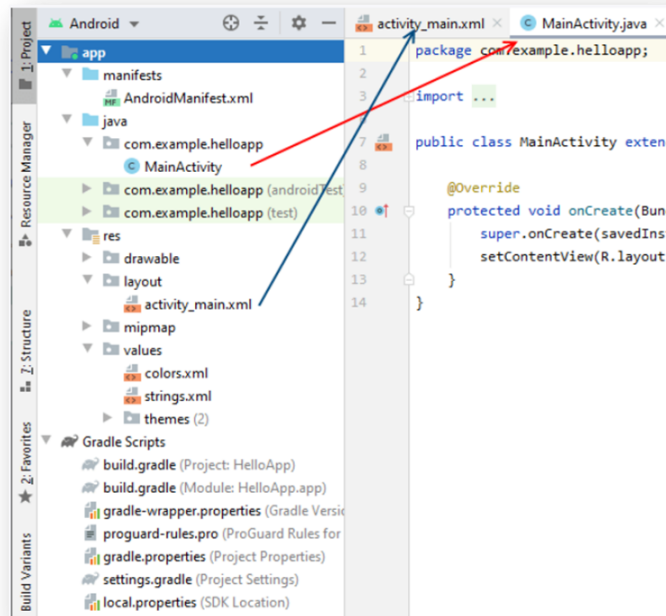 1: Project
Resource Manager
Z: Structure
2: Favorites
Build Variants
Android
app
manifests
AndroidManifest.xml
java
com.example.helloapp
MainActivity
com.example.helloapp (androidTest
com.example.helloapp (test)
res
drawable
layout
activity_main.xml
mipmap
values
colors.xml
strings.xml
themes (2)
Gradle Scripts
build.gradle (Project: HelloApp)
build.gradle (Module: HelloApp.app)
gradle-wrapper.properties (Gradle Versio
proguard-rules.pro (ProGuard Rules for
gradle.properties (Project Properties)
settings.gradle (Project Settings)
local.properties (SDK Location)
activity_main.xml MainActivity.java
1 package com.example.helloapp;
2
3 import ...
7 public class MainActivity exten
8
9 @Override
10 protected void onCreate(Bun
11 super.onCreate(savedIns
12 setContentView(R.layout
13 }
14 }